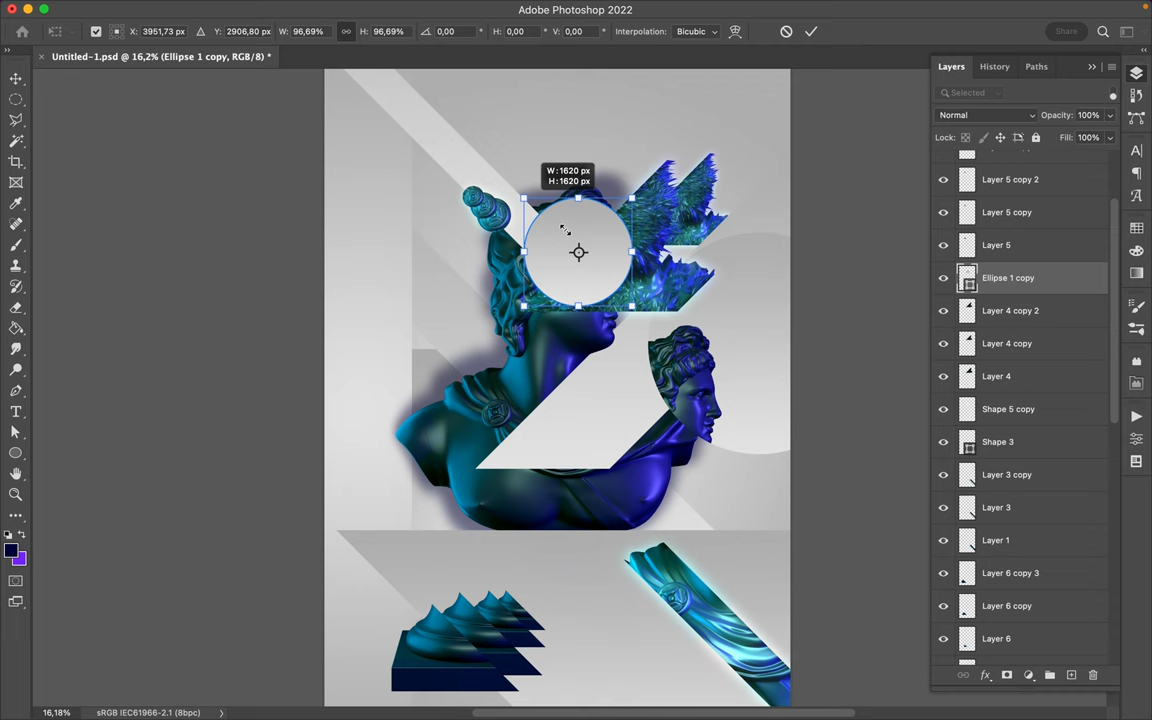 Adobe Photoshop 2022
X: 3951,73 px Y: 2906,80 px W: 96,69% H: 96,69% 0,00 ° H: 0,00 ° V: 0,00 ° Interpolation: Bicubic Share
Untitled-1.psd @ 16,2% (Ellipse 1 copy, RGB/8) *
Layers History Paths
Selected
Normal Opacity: 100%
Lock: Fill: 100%
W: 1620 px
H: 1620 px
Layer 5 copy 2
Layer 5 copy
Layer 5
Ellipse 1 copy
Layer 4 copy 2
Layer 4 copy
Layer 4
Shape 5 copy
Shape 3
Layer 3 copy
Layer 3
Layer 1
Layer 6 copy 3
Layer 6 copy
Layer 6
16,18% sRGB IEC61966-2.1 (8bpc)